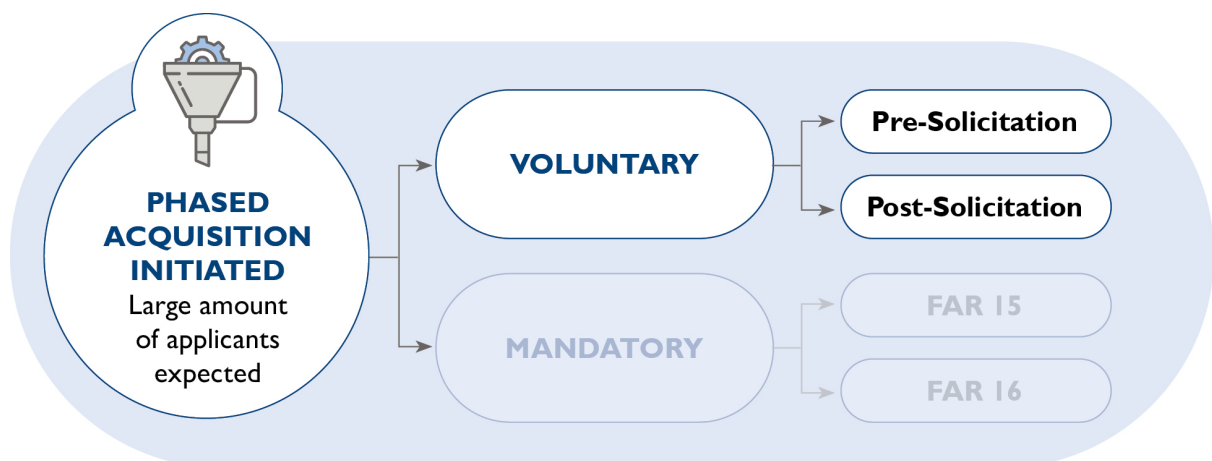 PHASED
ACQUISITION
INITIATED
Large amount
of applicants
expected
VOLUNTARY
Pre-Solicitation
Post-Solicitation
MANDATORY
FAR 15
FAR 16